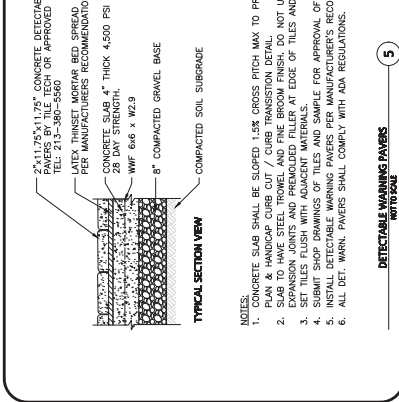 2"x11.75"x11.75" CONCRETE DETECTAB
PAVERS BY TILE TECH OR APPROVED
TEL: 213-380-5560
LATEX THINSET MORTAR BED SPREAD
PER MANUFACTURERS RECOMMENDATIO
CONCRETE SLAB 4" THICK 4,500 PSI
28 DAY STRENGTH.
WWF 6x6 x W2.9
8" COMPACTED GRAVEL BASE
COMPACTED SOIL SUBGRADE
TYPICAL SECTION VIEW
NOTES:
1. CONCRETE SLAB SHALL BE SLOPED 1.5% CROSS PITCH MAX TO PR
PLAN & HANDICAP CURB CUT / CURB TRANSISTION DETAIL.
2. SLAB TO HAVE STEEL TROWEL AND FINE BROOM FINISH. DO NOT U
EXPANSION JOINTS AND PREMOLDED FILLER AT EDGE OF TILES AND
3. SET TILES FLUSH WITH ADJACENT MATERIALS.
4. SUBMIT SHOP DRAWINGS OF TILES AND SAMPLE FOR APPROVAL OF
5. INSTALL DETECTABLE WARNING PAVERS PER MANUFACTURER'S RECO
6. ALL DET. WARN. PAVERS SHALL COMPLY WITH ADA REGULATIONS.
DETECTABLE WARNING PAVERS
NOT TO SCALE
5